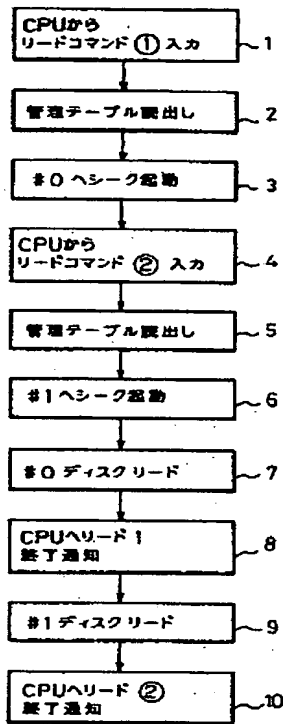 CPUから
リードコマンド ① 入力
1
管理テーブル読出し
2
#0 へシーク起動
3
CPUから
リードコマンド ② 入力
4
管理テーブル読出し
5
#1 へシーク起動
6
#0 ディスクリード
7
CPUへリード 1
終了通知
8
#1 ディスクリード
9
CPUへリード ②
終了通知
10